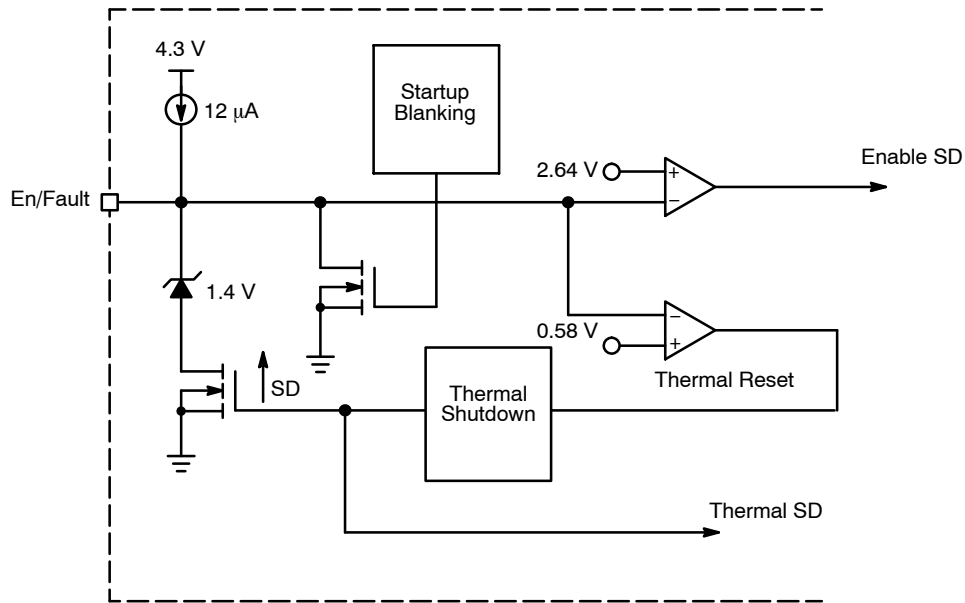 4.3 V
12 μA
Startup
Blanking
2.64 V
+
−
Enable SD
En/Fault
1.4 V
−
0.58 V
+
Thermal Reset
SD
Thermal
Shutdown
Thermal SD